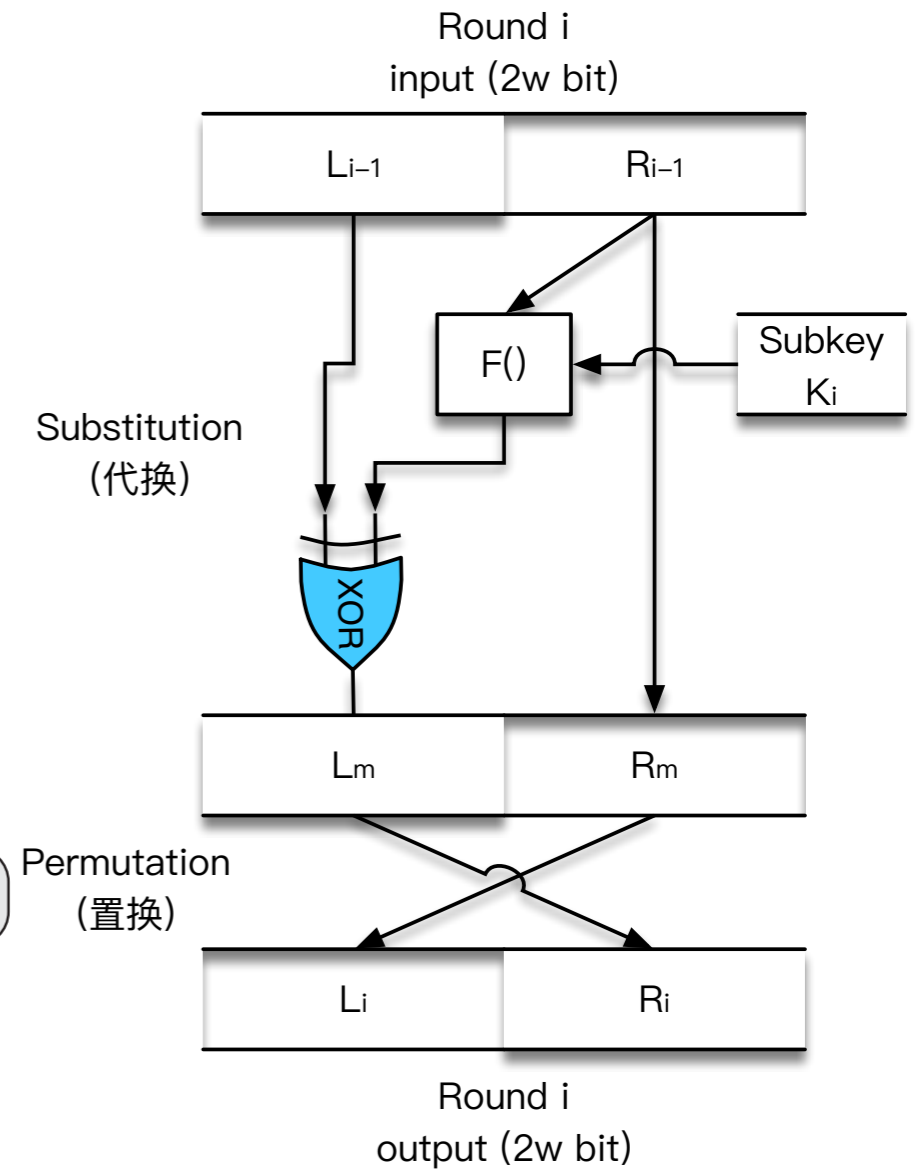 Round i
input (2w bit)
Li-1
Ri-1
F()
Subkey
Ki
Substitution
(代换)
XOR
Lm
Rm
Permutation
(置换)
Li
Ri
Round i
output (2w bit)